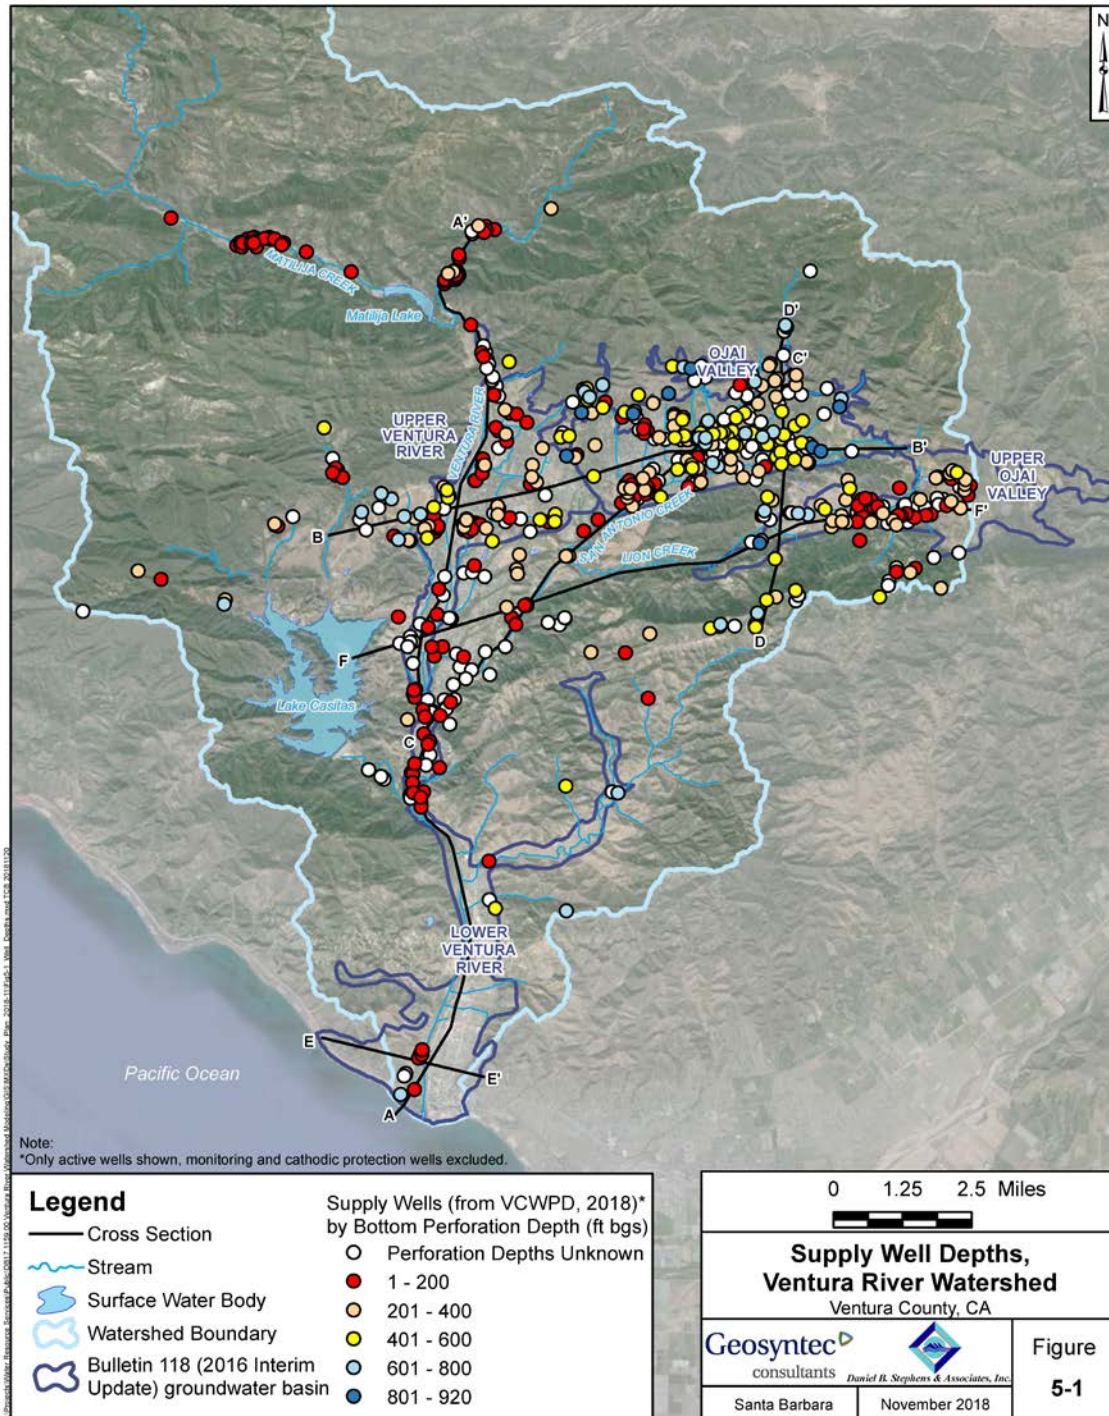 N
A'
MATILIJA CREEK
Matilija Lake
D'
OJAI
VALLEY
C'
UPPER
VENTURA
RIVER
VENTURA RIVER
B'
UPPER
OJAI
VALLEY
F'
B
SAN ANTONIO CREEK
LION CREEK
D
F
Lake Casitas
C
LOWER
VENTURA
RIVER
E
E'
A
Pacific Ocean
Note:
*Only active wells shown, monitoring and cathodic protection wells excluded.
Legend
Cross Section
Stream
Surface Water Body
Watershed Boundary
Bulletin 118 (2016 Interim
Update) groundwater basin
Supply Wells (from VCWPD, 2018)*
by Bottom Perforation Depth (ft bgs)
Perforation Depths Unknown
1 - 200
201 - 400
401 - 600
601 - 800
801 - 920
0 1.25 2.5 Miles
Supply Well Depths,
Ventura River Watershed
Ventura County, CA
Geosyntec
consultants
Daniel B. Stephens & Associates, Inc.
Figure
5-1
Santa Barbara
November 2018